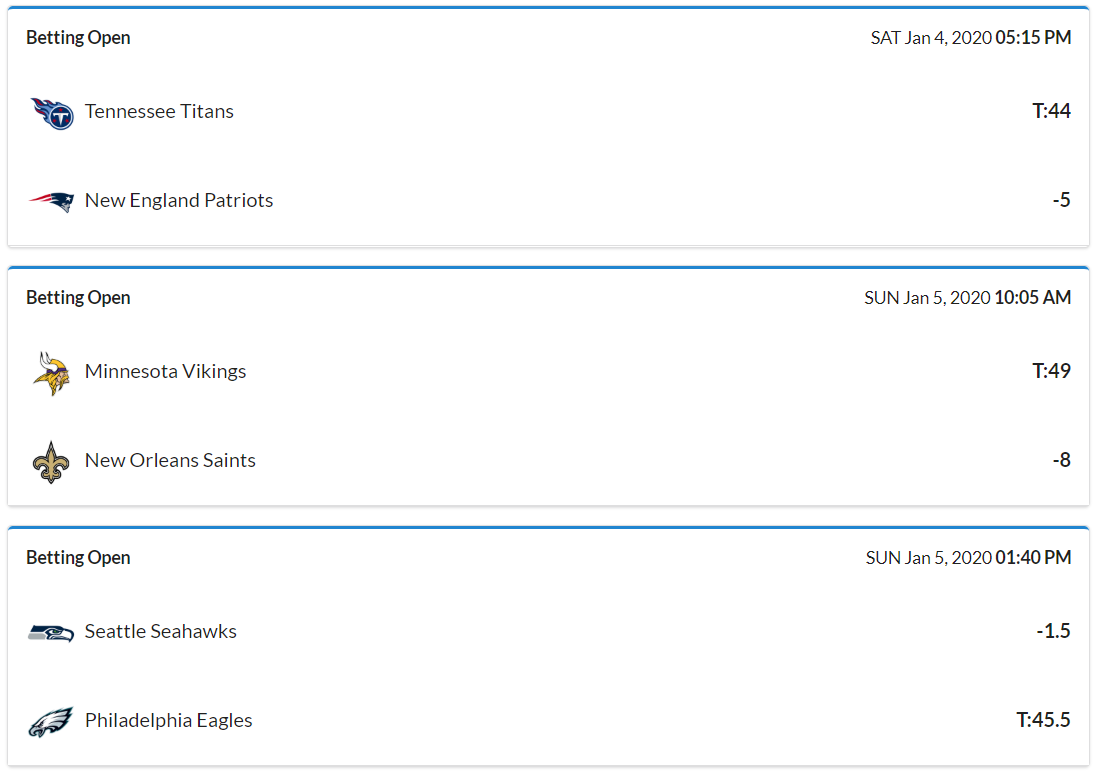 Betting Open SAT Jan 4, 2020 05:15 PM
Tennessee Titans T:44
New England Patriots -5
Betting Open SUN Jan 5, 2020 10:05 AM
Minnesota Vikings T:49
New Orleans Saints -8
Betting Open SUN Jan 5, 2020 01:40 PM
Seattle Seahawks -1.5
Philadelphia Eagles T:45.5